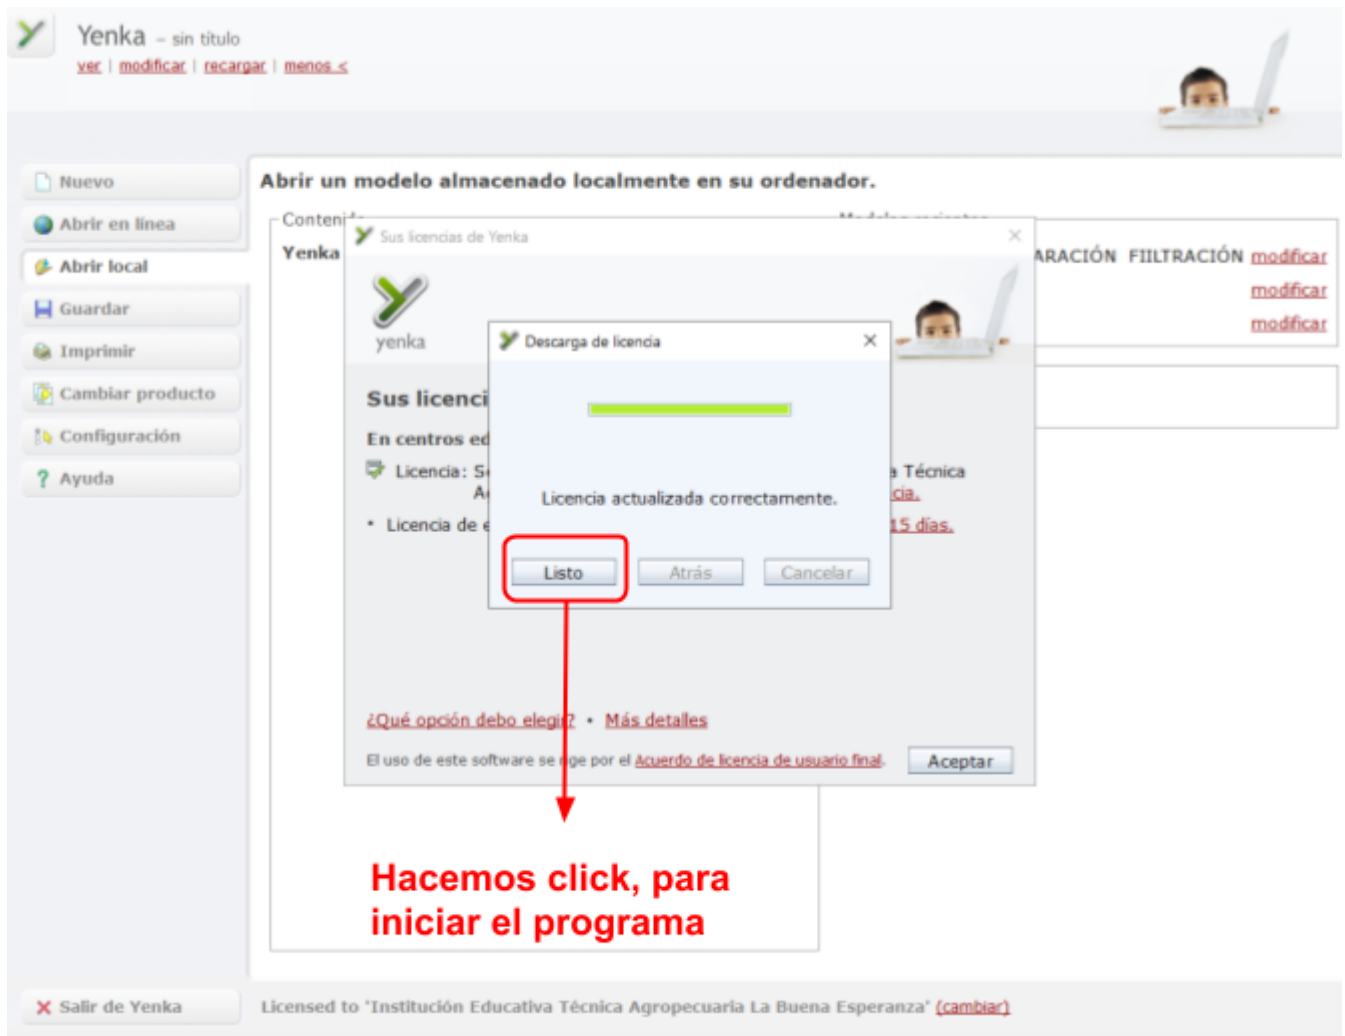 Yenka – sin título
ver | modificar | recargar | menos <
Nuevo
Abrir en línea
Abrir local
Guardar
Imprimir
Cambiar producto
Configuración
Ayuda
Abrir un modelo almacenado localmente en su ordenador.
Yenka
ARACIÓN FIILTRACIÓN modificar
modificar
modificar
Sus licencias de Yenka
yenka
Descarga de licencia
Sus licenci
En centros ed
Licencia: S
a Técnica
A
cia.
Licencia de e
15 días.
Licencia actualizada correctamente.
Listo Atrás Cancelar
¿Qué opción debo elegir? • Más detalles
El uso de este software se rige por el Acuerdo de licencia de usuario final.
Aceptar
Hacemos click, para
iniciar el programa
Salir de Yenka
Licensed to 'Institución Educativa Técnica Agropecuaria La Buena Esperanza' (cambiar)